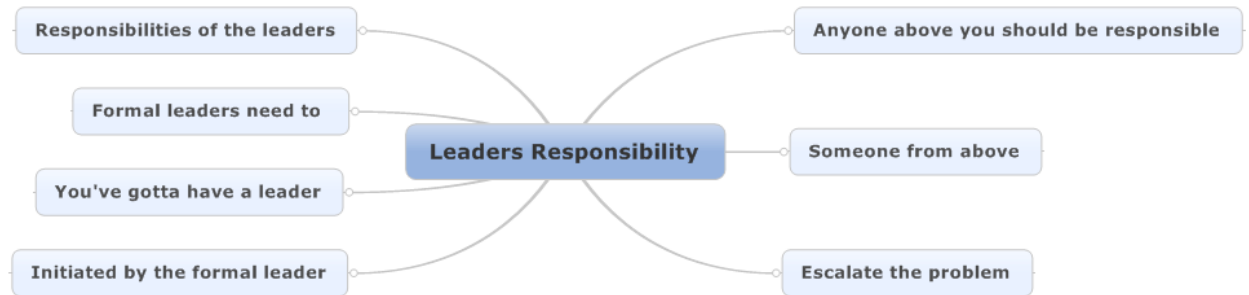 Responsibilities of the leaders
Formal leaders need to
You've gotta have a leader
Initiated by the formal leader
Leaders Responsibility
Anyone above you should be responsible
Someone from above
Escalate the problem